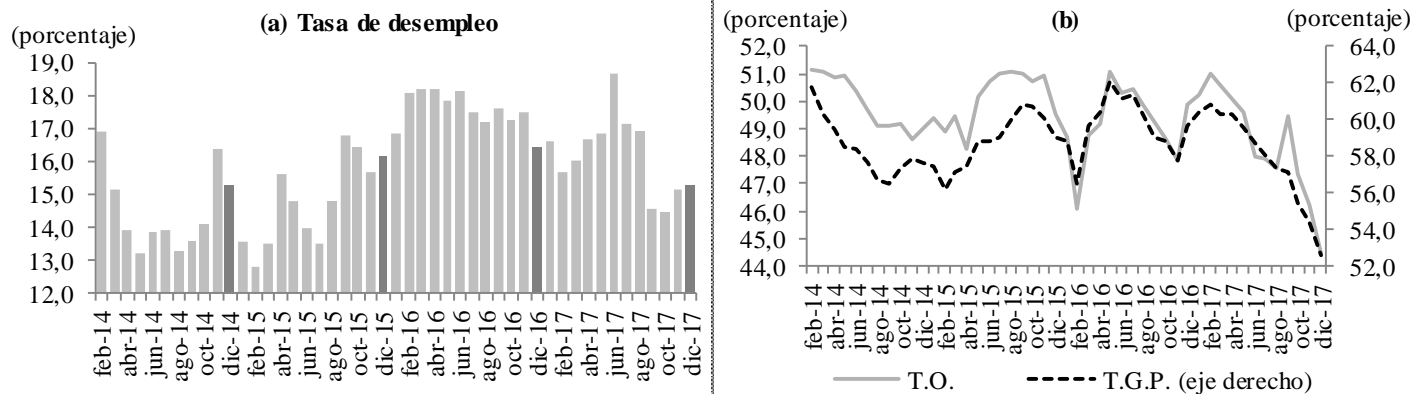 (a) Tasa de desempleo
(porcentaje)
19,0
18,0
17,0
16,0
15,0
14,0
13,0
12,0
feb-14
abr-14
jun-14
ago-14
oct-14
dic-14
feb-15
abr-15
jun-15
ago-15
oct-15
dic-15
feb-16
abr-16
jun-16
ago-16
oct-16
dic-16
feb-17
abr-17
jun-17
ago-17
oct-17
dic-17
(porcentaje) (b) (porcentaje)
52,0 64,0
51,0 62,0
50,0 60,0
49,0 58,0
48,0 56,0
47,0 54,0
46,0 52,0
45,0
44,0
feb-14
abr-14
jun-14
ago-14
oct-14
dic-14
feb-15
abr-15
jun-15
ago-15
oct-15
dic-15
feb-16
abr-16
jun-16
ago-16
oct-16
dic-16
feb-17
abr-17
jun-17
ago-17
oct-17
dic-17
T.O. T.G.P. (eje derecho)